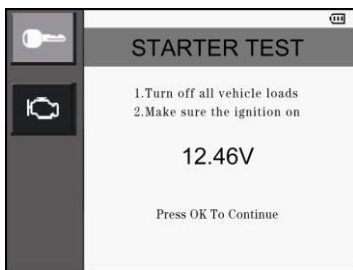 STARTER TEST
1.Turn off all vehicle loads
2.Make sure the ignition on
12.46V
Press OK To Continue